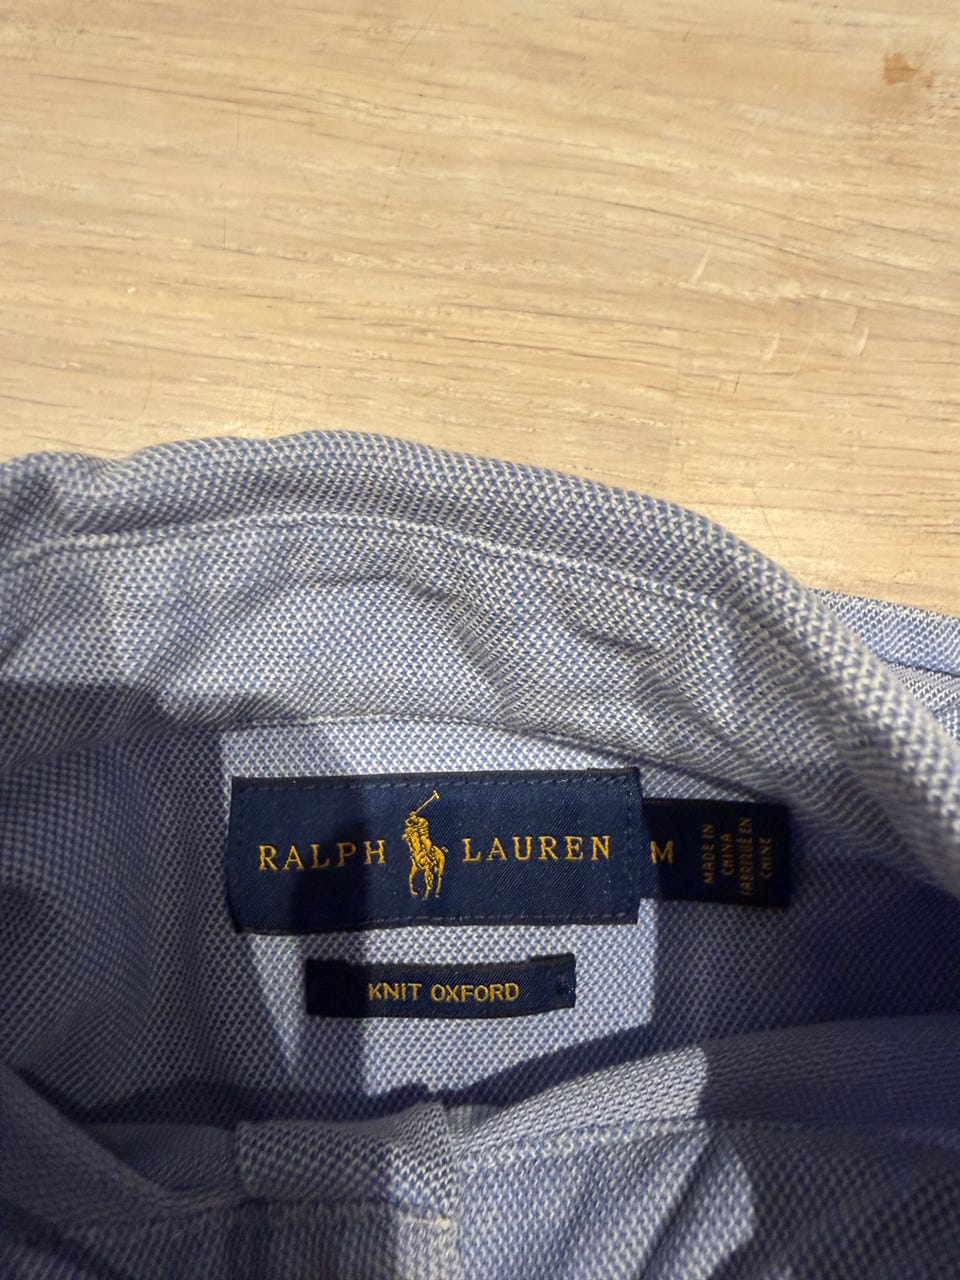 RALPH LAUREN
M
MADE IN
CHINA
FABRIQUÉ EN
CHINE
KNIT OXFORD